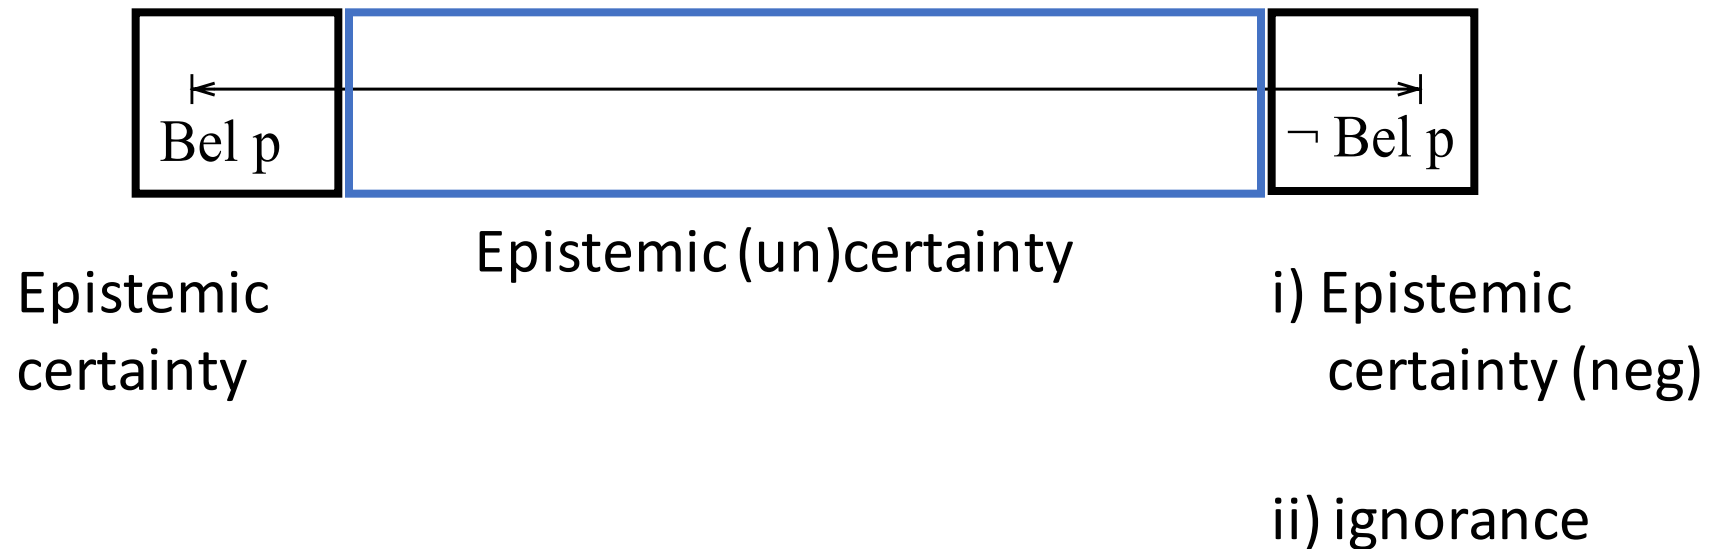 Bel p
¬ Bel p
Epistemic (un)certainty
Epistemic
certainty
i) Epistemic
certainty (neg)
ii) ignorance